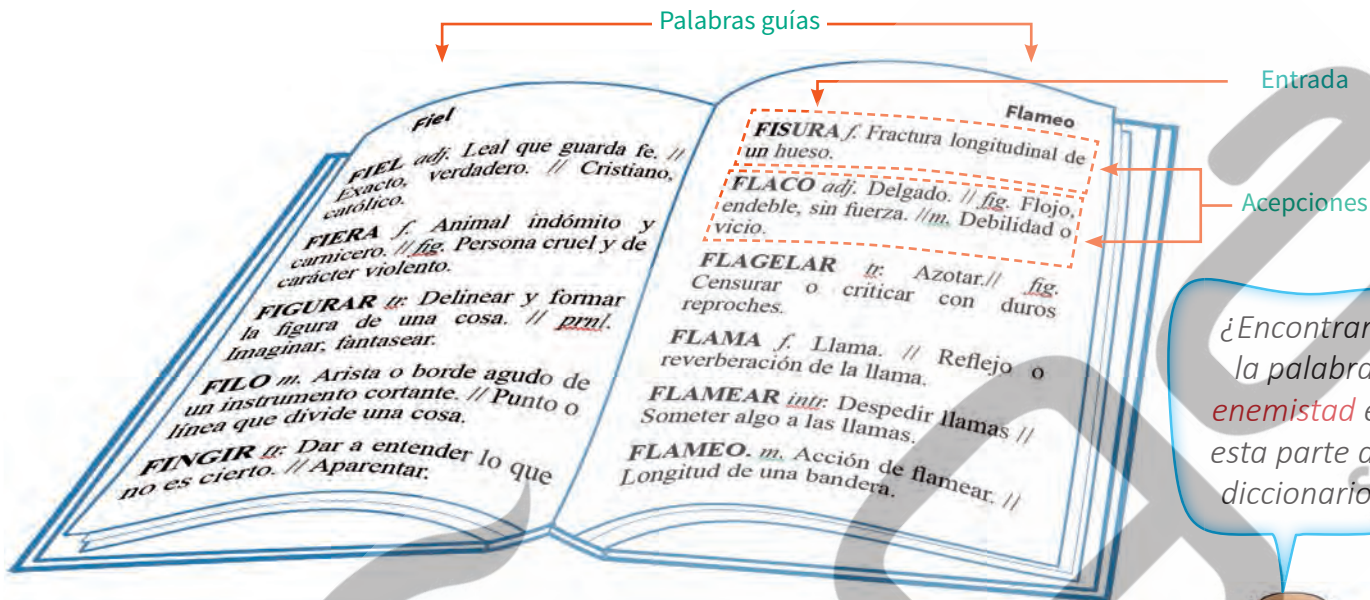 Palabras guías
Entrada
Acepciones
Fiel
FIEL adj. Leal que guarda fe. //
Exacto, verdadero. // Cristiano,
católico.
FIERA f. Animal indómito y
carnicero. // fig. Persona cruel y de
carácter violento.
FIGURAR tr. Delinear y formar
la figura de una cosa. // prnl.
Imaginar, fantasear.
FILO m. Arista o borde agudo de
un instrumento cortante. // Punto o
línea que divide una cosa.
FINGIR tr. Dar a entender lo que
no es cierto. // Aparentar.
Flameo
FISURA f. Fractura longitudinal de
un hueso.
FLACO adj. Delgado. // fig. Flojo,
endeble, sin fuerza. //m. Debilidad o
vicio.
FLAGELAR tr. Azotar.// fig.
Censurar o criticar con duros
reproches.
FLAMA f. Llama. // Reflejo o
reverberación de la llama.
FLAMEAR intr. Despedir llamas //
Someter algo a las llamas.
FLAMEO. m. Acción de flamear. //
Longitud de una bandera.
la palabra
enemistad
esta parte
diccionario